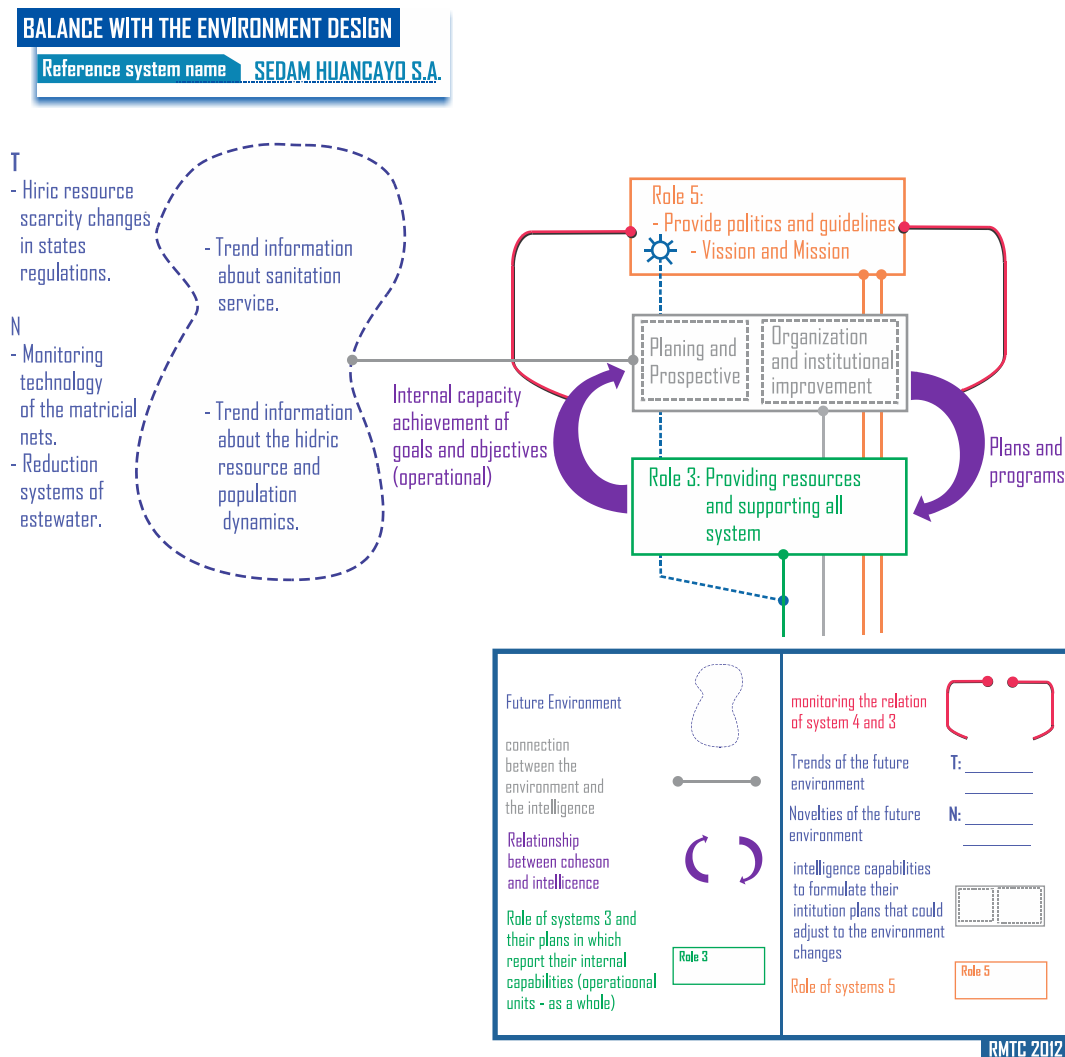 BALANCE WITH THE ENVIRONMENT DESIGN
Reference system name
SEDAM HUANCAYO S.A.
T
- Hiric resource
scarcity changes
in states
regulations.
N
- Monitoring
technology
of the matricial
nets.
- Reduction
systems of
estewater.
- Trend information
about sanitation
service.
- Trend information
about the hidric
resource and
population
dynamics.
Internal capacity
achievement of
goals and objectives
(operational)
Role 5:
- Provide politics and guidelines
- Vission and Mission
Planing and
Prospective
Organization
and institutional
improvement
Role 3: Providing resources
and supporting all
system
Plans and
programs
Future Environment
connection
between the
environment and
the intelligence
Relationship
between coheson
and intellicence
Role of systems 3 and
their plans in which
report their internal
capabilities (operatioonal
units - as a whole)
Role 3
monitoring the relation
of system 4 and 3
Trends of the future
environment
T:
Novelties of the future
environment
N:
intelligence capabilities
to formulate their
intitution plans that could
adjust to the environment
changes
Role of systems 5
Role 5
RMTC 2012